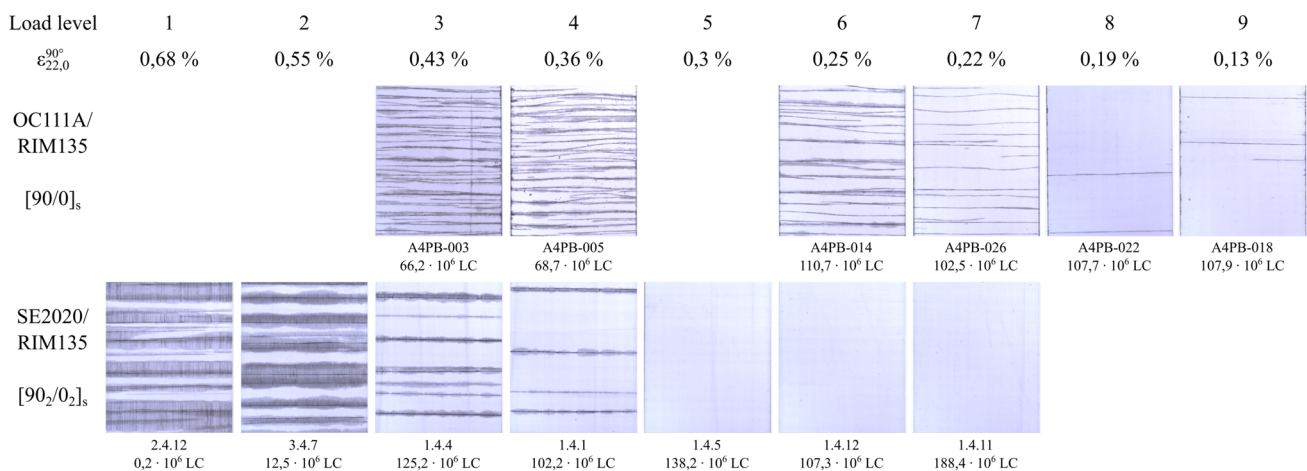 Load level 1 2 3 4 5 6 7 8 9
ε₂₂,₀⁹⁰° 0,68 % 0,55 % 0,43 % 0,36 % 0,3 % 0,25 % 0,22 % 0,19 % 0,13 %
OC111A/
RIM135
[90/0]ₛ
A4PB-003 A4PB-005 A4PB-014 A4PB-026 A4PB-022 A4PB-018
66,2 · 10⁶ LC 68,7 · 10⁶ LC 110,7 · 10⁶ LC 102,5 · 10⁶ LC 107,7 · 10⁶ LC 107,9 · 10⁶ LC
SE2020/
RIM135
[90₂/0₂]ₛ
2.4.12 3.4.7 1.4.4 1.4.1 1.4.5 1.4.12 1.4.11
0,2 · 10⁶ LC 12,5 · 10⁶ LC 125,2 · 10⁶ LC 102,2 · 10⁶ LC 138,2 · 10⁶ LC 107,3 · 10⁶ LC 188,4 · 10⁶ LC